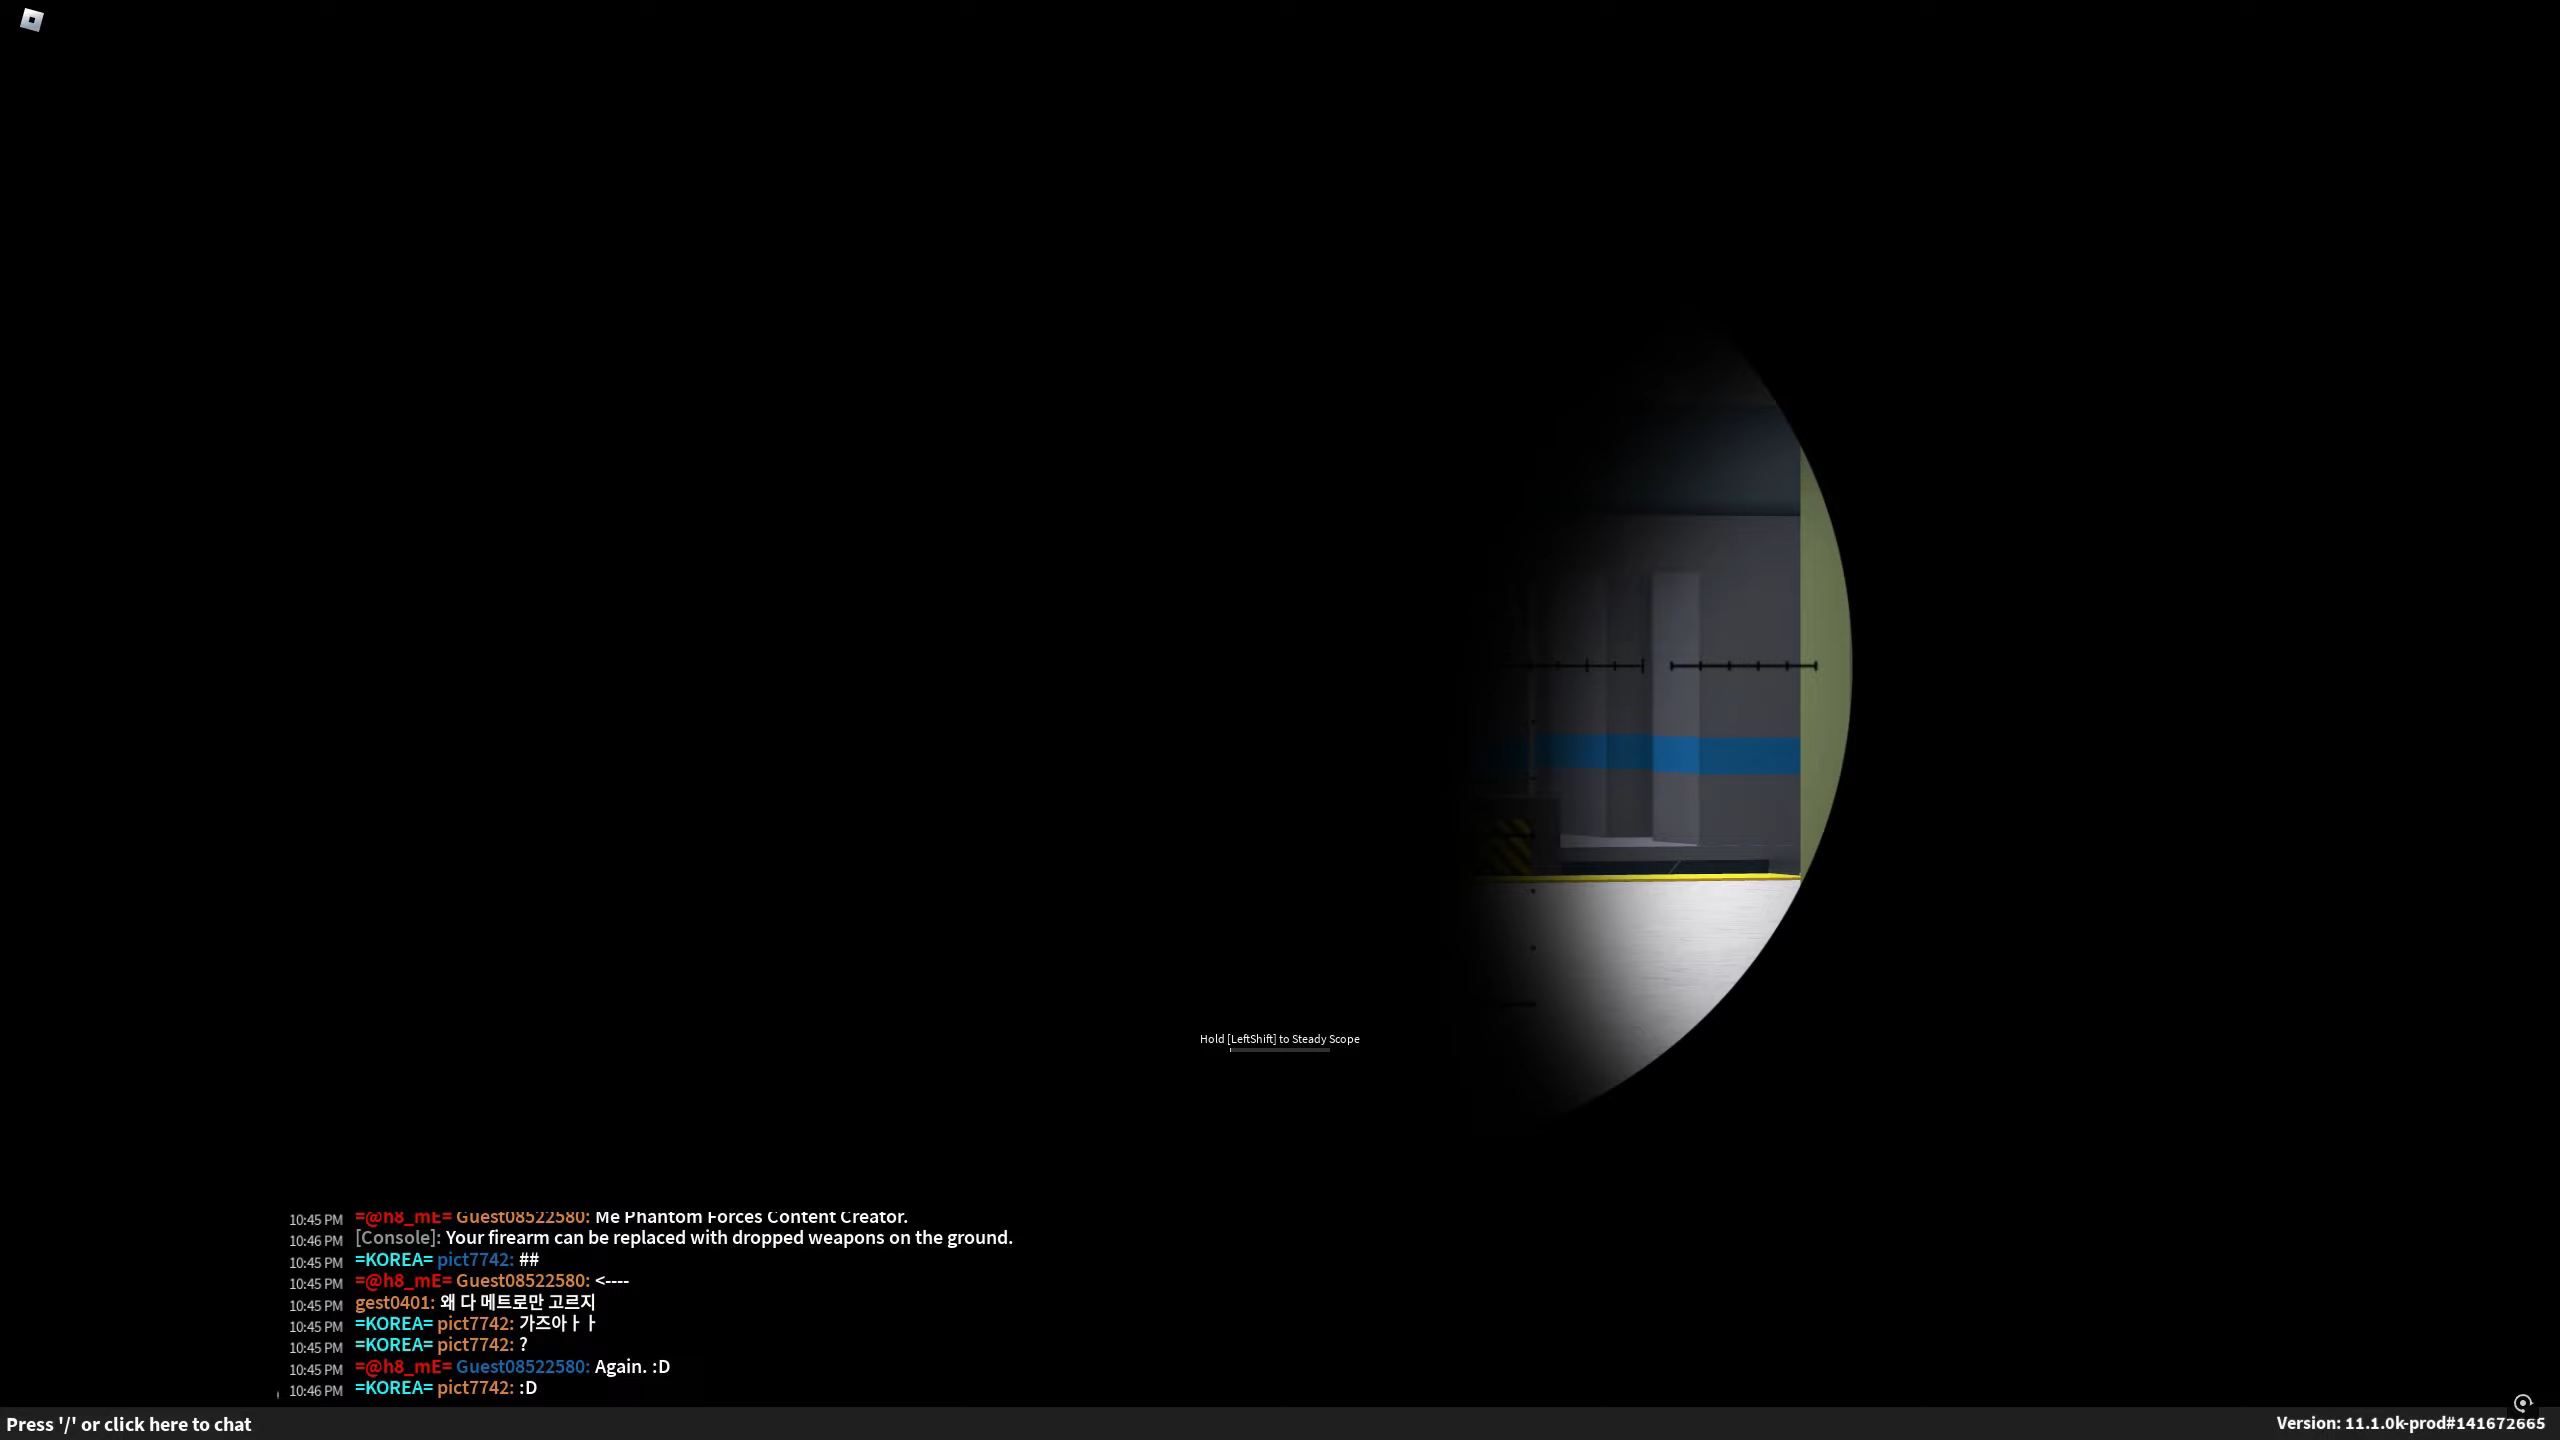 Hold [LeftShift] to Steady Scope
10:45 PM =@h8_mE= Guest08522580: Me Phantom Forces Content Creator.
10:46 PM [Console]: Your firearm can be replaced with dropped weapons on the ground.
10:45 PM =KOREA= pict7742: ##
10:45 PM =@h8_mE= Guest08522580: <----
10:45 PM gest0401: 왜 다 메트로만 고르지
10:45 PM =KOREA= pict7742: 가즈아ㅏㅏ
10:45 PM =KOREA= pict7742: ?
10:45 PM =@h8_mE= Guest08522580: Again. :D
10:46 PM =KOREA= pict7742: :D
Press '/' or click here to chat
Version: 11.1.0k-prod#141672665